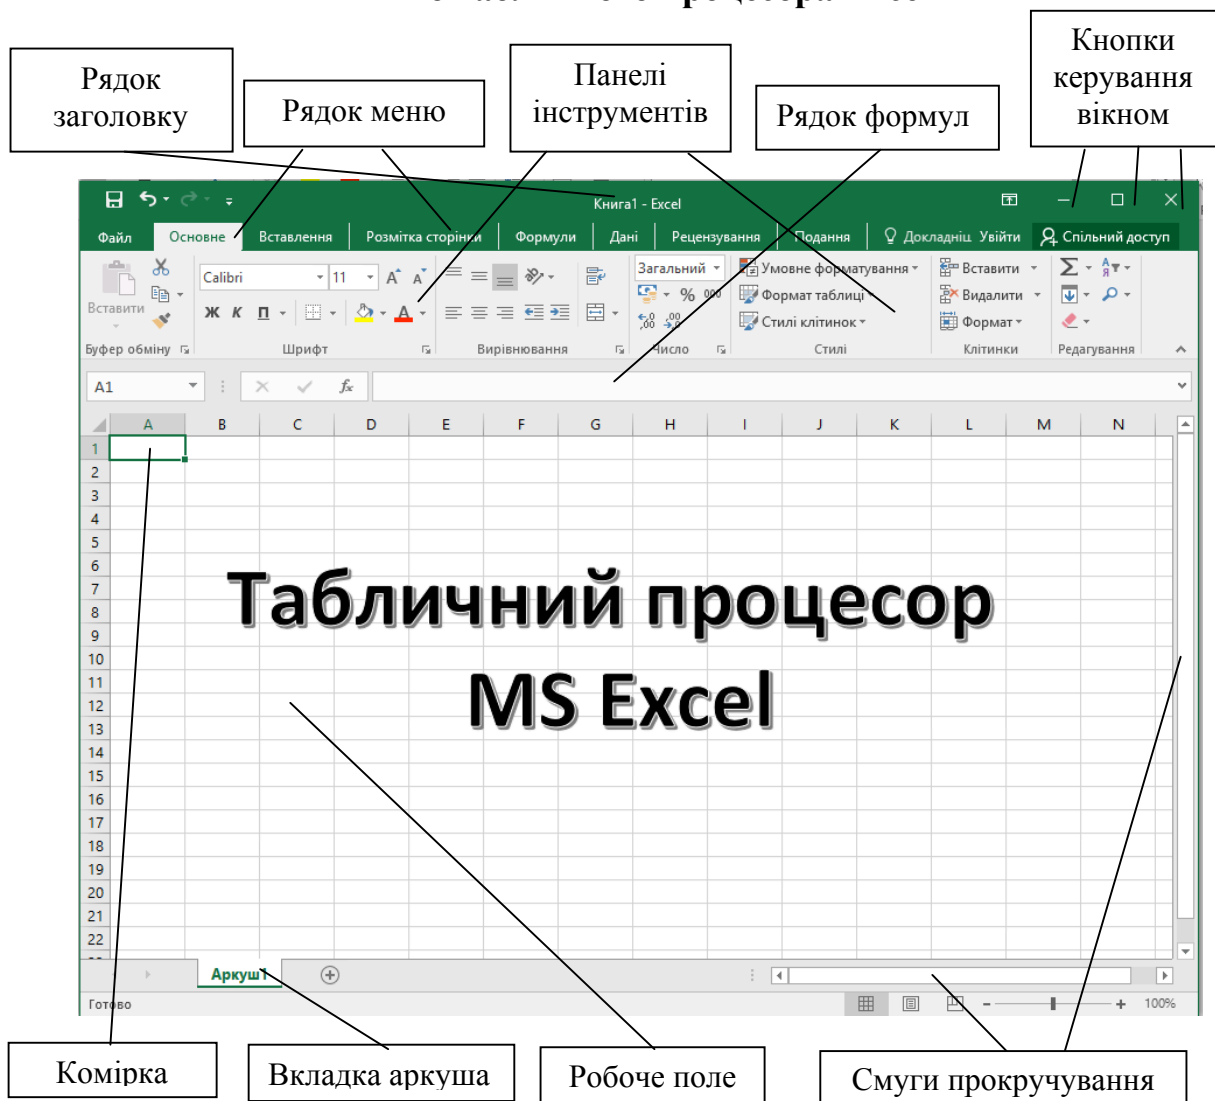 Кнопки
керування
вікном
Рядок
заголовку
Рядок меню
Панелі
інструментів
Рядок формул
Книга1 - Excel
Файл Основне Вставлення Розмітка сторінки Формули Дані Рецензування Подання Докладніш Увійти Спільний доступ
Вставити
Calibri 11
Ж К П
Загальний
% 000
Умовне форматування
Формат таблиці
Стилі клітинок
Вставити
Видалити
Формат
Буфер обміну Шрифт Вирівнювання Число Стилі Клітинки Редагування
A1 fx
A B C D E F G H I J K L M N
1
2
3
4
5
6
7
8
9
10
11
12
13
14
15
16
17
18
19
20
21
22
Табличний процесор
MS Excel
Аркуш1
Готово 100%
Комірка
Вкладка аркуша
Робоче поле
Смуги прокручування